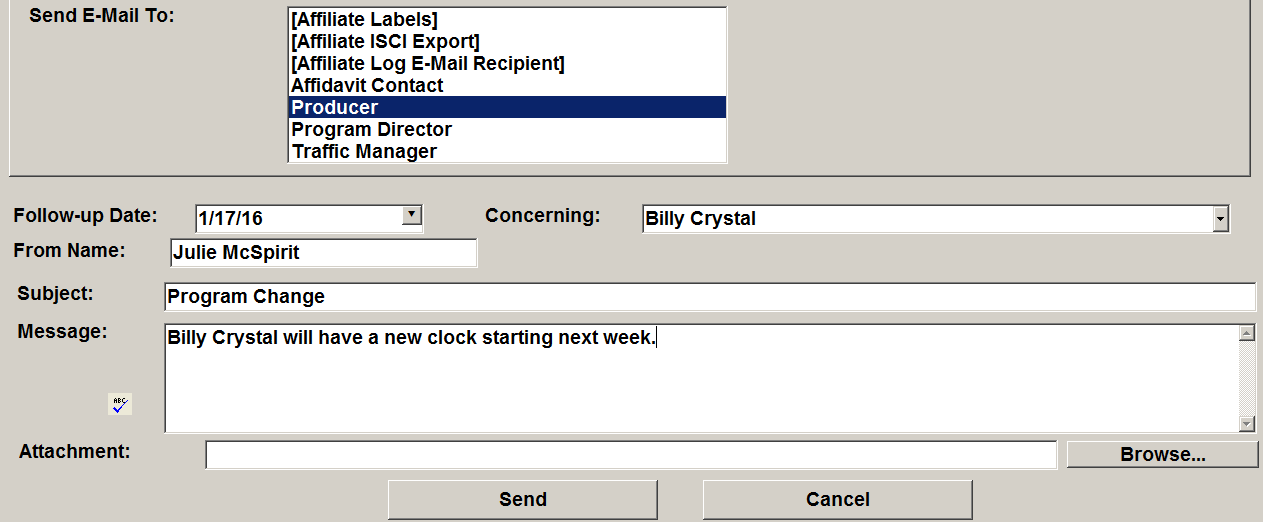 Send E-Mail To:
[Affiliate Labels]
[Affiliate ISCI Export]
[Affiliate Log E-Mail Recipient]
Affidavit Contact
Producer
Program Director
Traffic Manager
Follow-up Date: 1/17/16 Concerning: Billy Crystal
From Name: Julie McSpirit
Subject: Program Change
Message: Billy Crystal will have a new clock starting next week.
ABC
Attachment: Browse...
Send Cancel